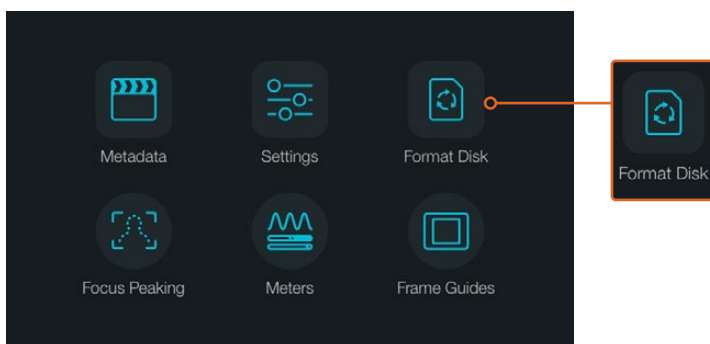 Metadata
Settings
Format Disk
Format Disk
Focus Peaking
Meters
Frame Guides